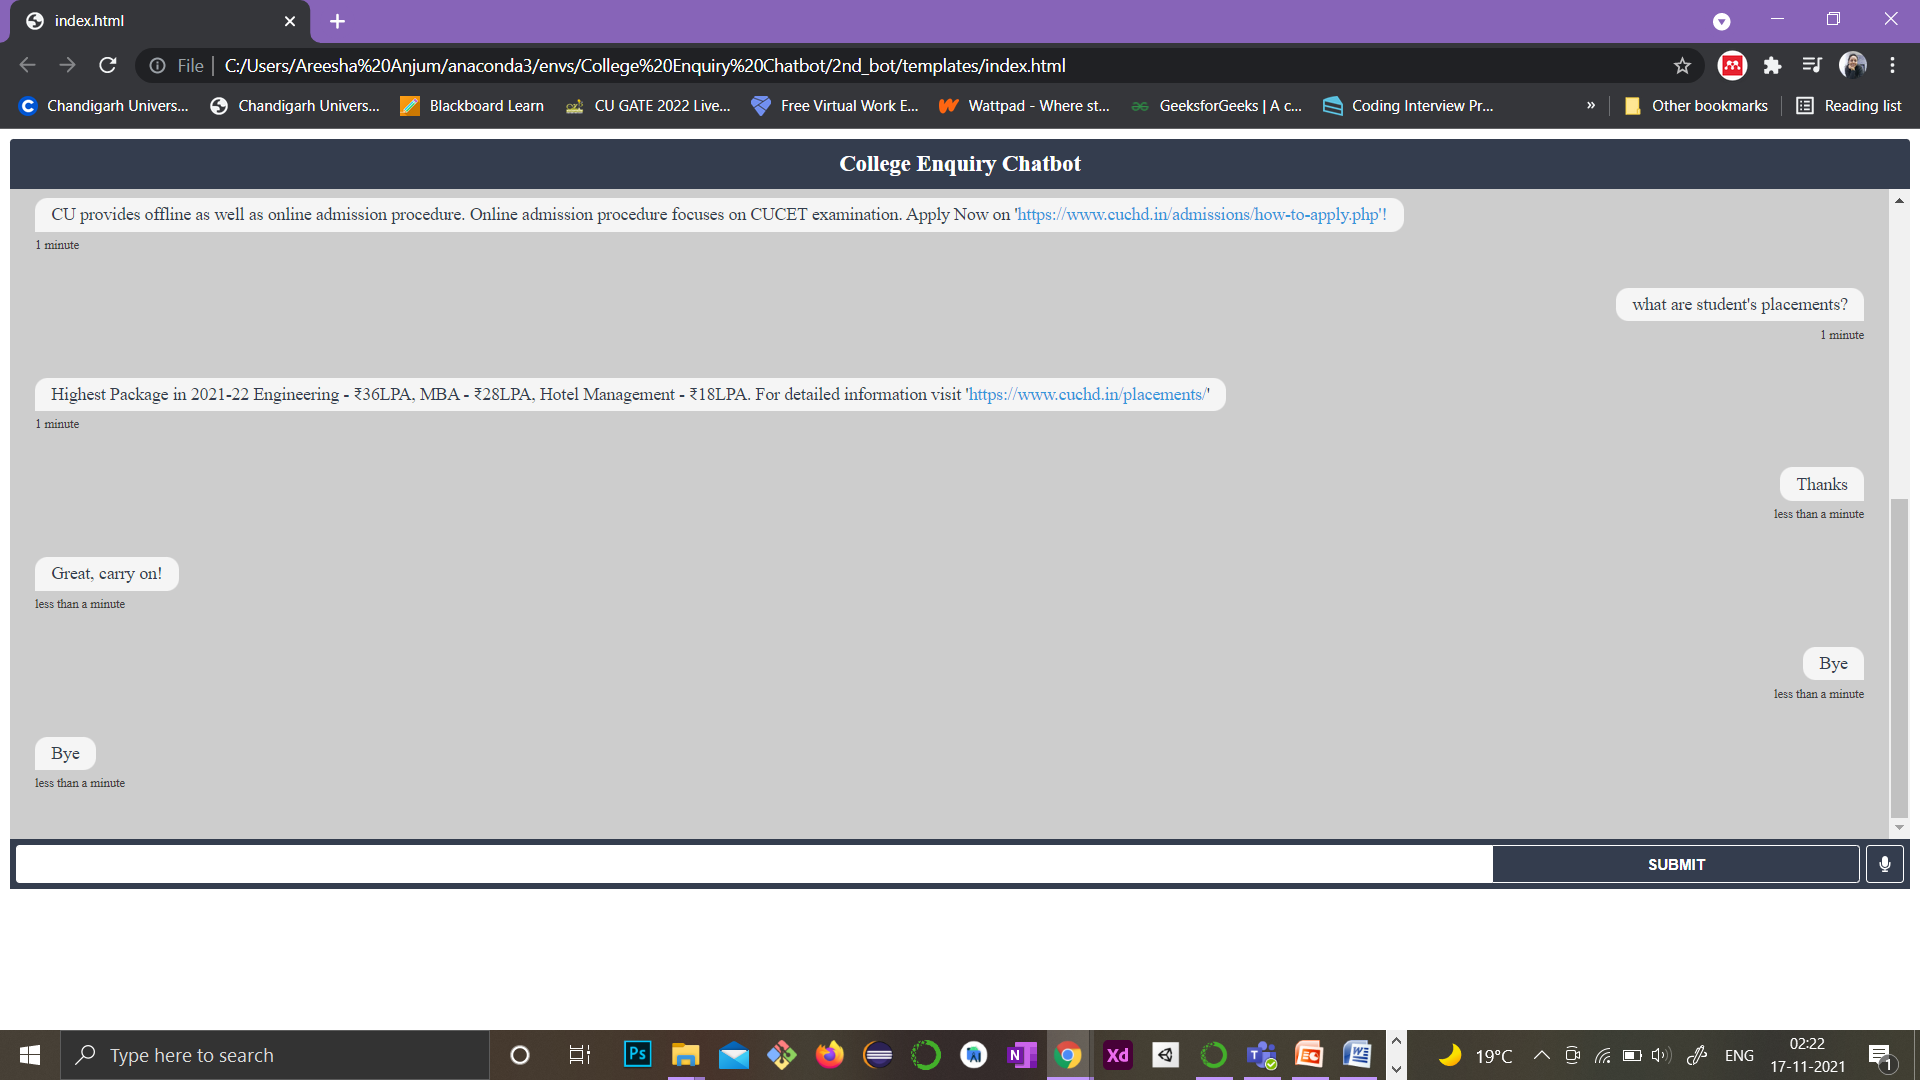 index.html
File
C:/Users/Areesha%20Anjum/anaconda3/envs/College%20Enquiry%20Chatbot/2nd_bot/templates/index.html
Chandigarh Univers... Chandigarh Univers... Blackboard Learn CU GATE 2022 Live... Free Virtual Work E... Wattpad - Where st... GeeksforGeeks | A c... Coding Interview Pr... » Other bookmarks Reading list
College Enquiry Chatbot
CU provides offline as well as online admission procedure. Online admission procedure focuses on CUCET examination. Apply Now on 'https://www.cuchd.in/admissions/how-to-apply.php'!
1 minute
what are student's placements?
1 minute
Highest Package in 2021-22 Engineering - ₹36LPA, MBA - ₹28LPA, Hotel Management - ₹18LPA. For detailed information visit 'https://www.cuchd.in/placements/'
1 minute
Thanks
less than a minute
Great, carry on!
less than a minute
Bye
less than a minute
Bye
less than a minute
SUBMIT
Type here to search
Ps
N
Xd
19°C
ENG
02:22
17-11-2021
1